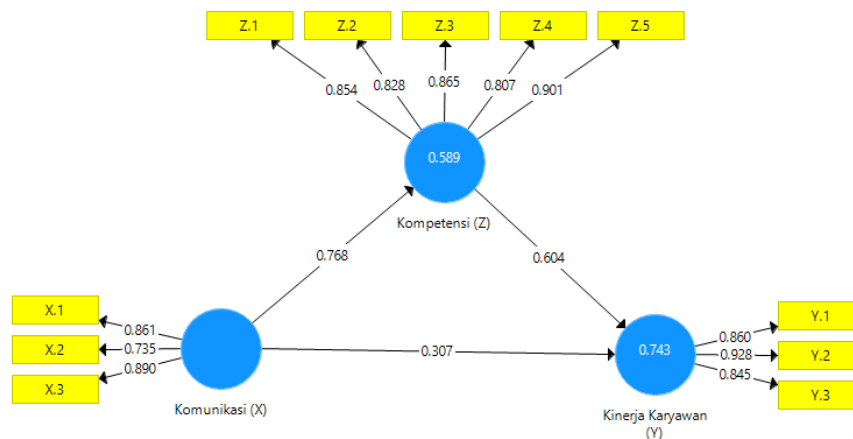 Z.1
Z.2
Z.3
Z.4
Z.5
0.854
0.828
0.865
0.807
0.901
0.589
Kompetensi (Z)
0.768
0.604
X.1
X.2
X.3
0.861
0.735
0.890
Komunikasi (X)
0.307
0.743
Kinerja Karyawan
(Y)
0.860
0.928
0.845
Y.1
Y.2
Y.3